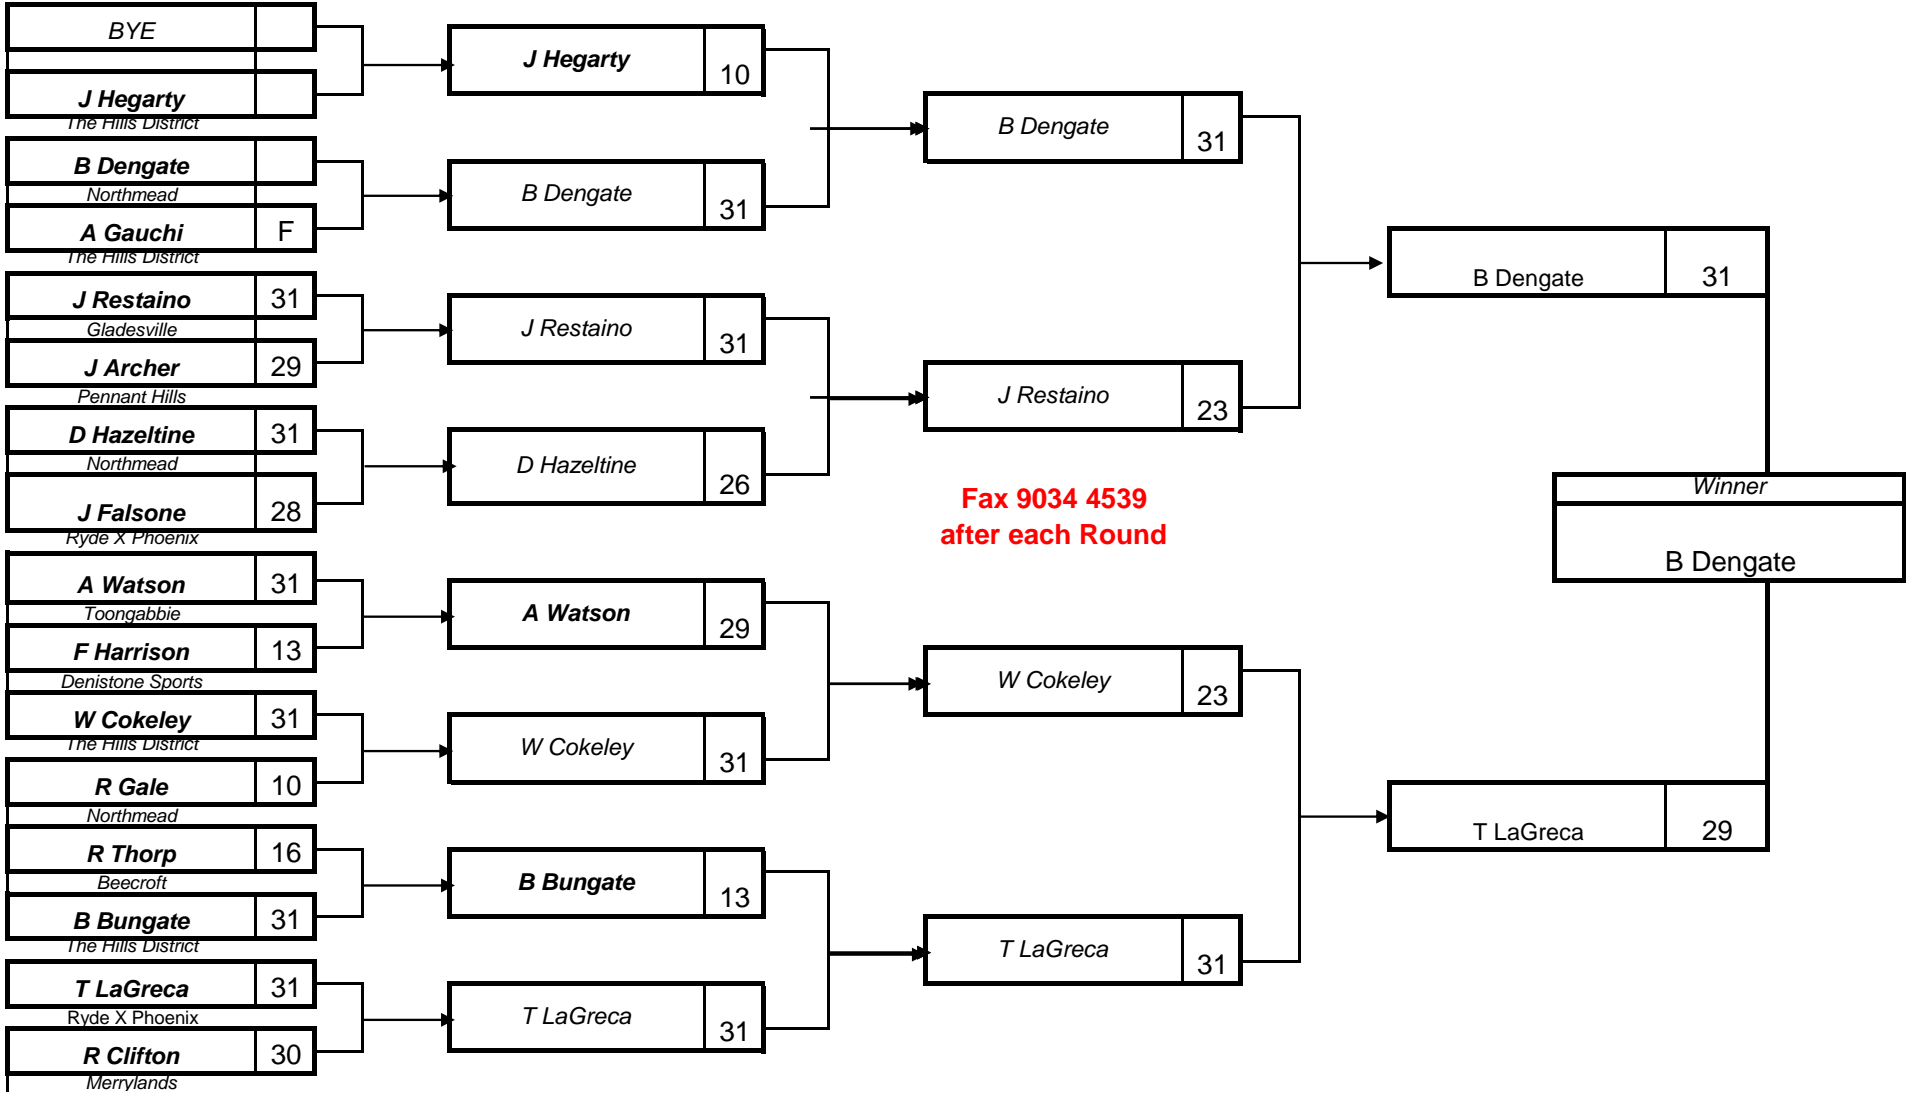 BYE
J Hegarty
The Hills District
B Dengate
Northmead
A Gauchi F
The Hills District
J Restaino 31
Gladesville
J Archer 29
Pennant Hills
D Hazeltine 31
Northmead
J Falsone 28
Ryde X Phoenix
A Watson 31
Toongabbie
F Harrison 13
Denistone Sports
W Cokeley 31
The Hills District
R Gale 10
Northmead
R Thorp 16
Beecroft
B Bungate 31
The Hills District
T LaGreca 31
Ryde X Phoenix
R Clifton 30
Merrylands
J Hegarty 10
B Dengate 31
J Restaino 31
D Hazeltine 26
A Watson 29
W Cokeley 31
B Bungate 13
T LaGreca 31
B Dengate 31
J Restaino 23
Fax 9034 4539
after each Round
W Cokeley 23
T LaGreca 31
B Dengate 31
T LaGreca 29
Winner
B Dengate